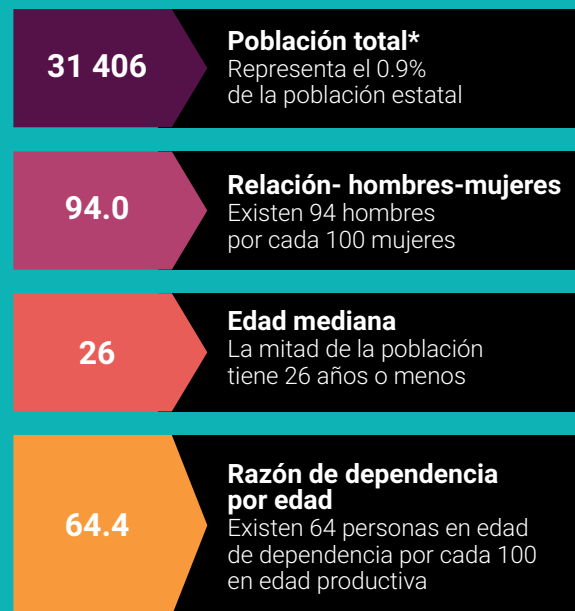 31 406
Población total*
Representa el 0.9%
de la población estatal
94.0
Relación- hombres-mujeres
Existen 94 hombres
por cada 100 mujeres
26
Edad mediana
La mitad de la población
tiene 26 años o menos
64.4
Razón de dependencia
por edad
Existen 64 personas en edad
de dependencia por cada 100
en edad productiva